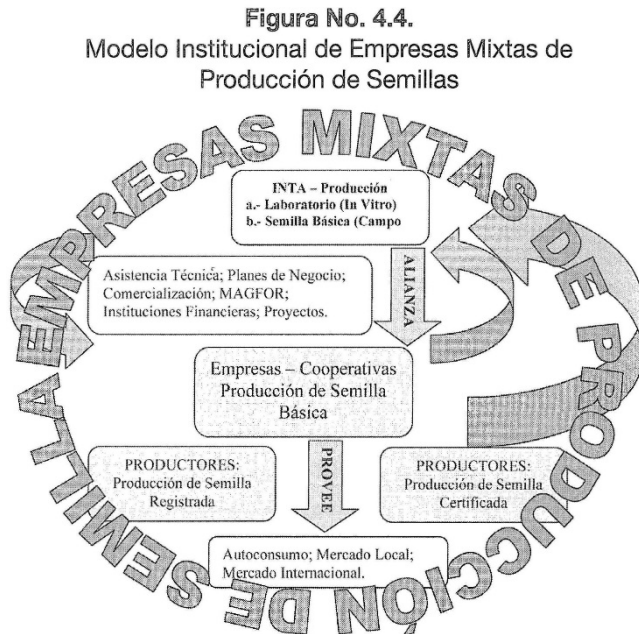 Figura No. 4.4.
Modelo Institucional de Empresas Mixtas de
Producción de Semillas
EMPRESAS MIXTAS DE PRODUCCIÓN DE SEMILLA
INTA – Producción
a.- Laboratorio (In Vitro)
b.- Semilla Básica (Campo
ALIANZA
Asistencia Técnica; Planes de Negocio;
Comercialización; MAGFOR;
Instituciones Financieras; Proyectos.
Empresas – Cooperativas
Producción de Semilla
Básica
PROVEE
PRODUCTORES:
Producción de Semilla
Registrada
PRODUCTORES:
Producción de Semilla
Certificada
Autoconsumo; Mercado Local;
Mercado Internacional.